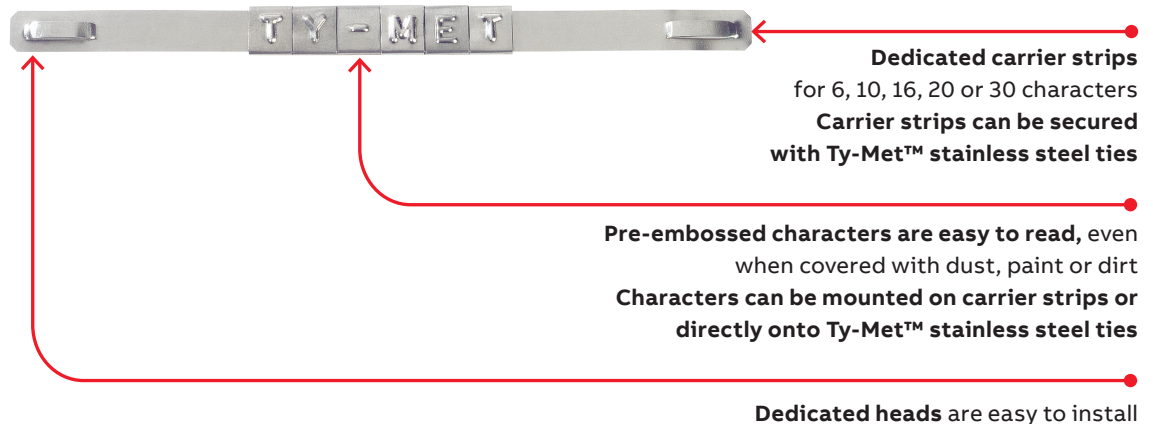 TY-MET
Dedicated carrier strips
for 6, 10, 16, 20 or 30 characters
Carrier strips can be secured
with Ty-Met™ stainless steel ties
Pre-embossed characters are easy to read, even
when covered with dust, paint or dirt
Characters can be mounted on carrier strips or
directly onto Ty-Met™ stainless steel ties
Dedicated heads are easy to install